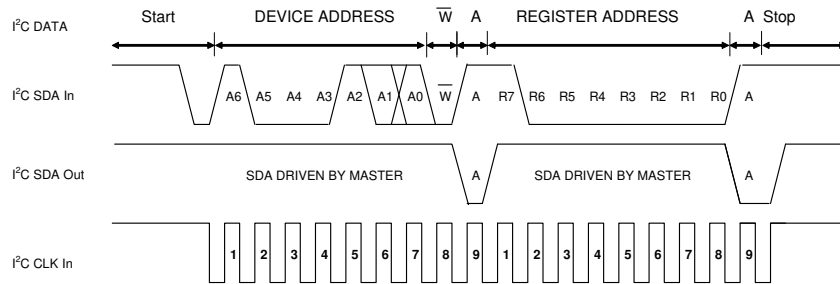 Start DEVICE ADDRESS W̅ A REGISTER ADDRESS A Stop
I²C DATA
I²C SDA In A6 A5 A4 A3 A2 A1 A0 W̅ A R7 R6 R5 R4 R3 R2 R1 R0 A
I²C SDA Out SDA DRIVEN BY MASTER A SDA DRIVEN BY MASTER A
I²C CLK In 1 2 3 4 5 6 7 8 9 1 2 3 4 5 6 7 8 9